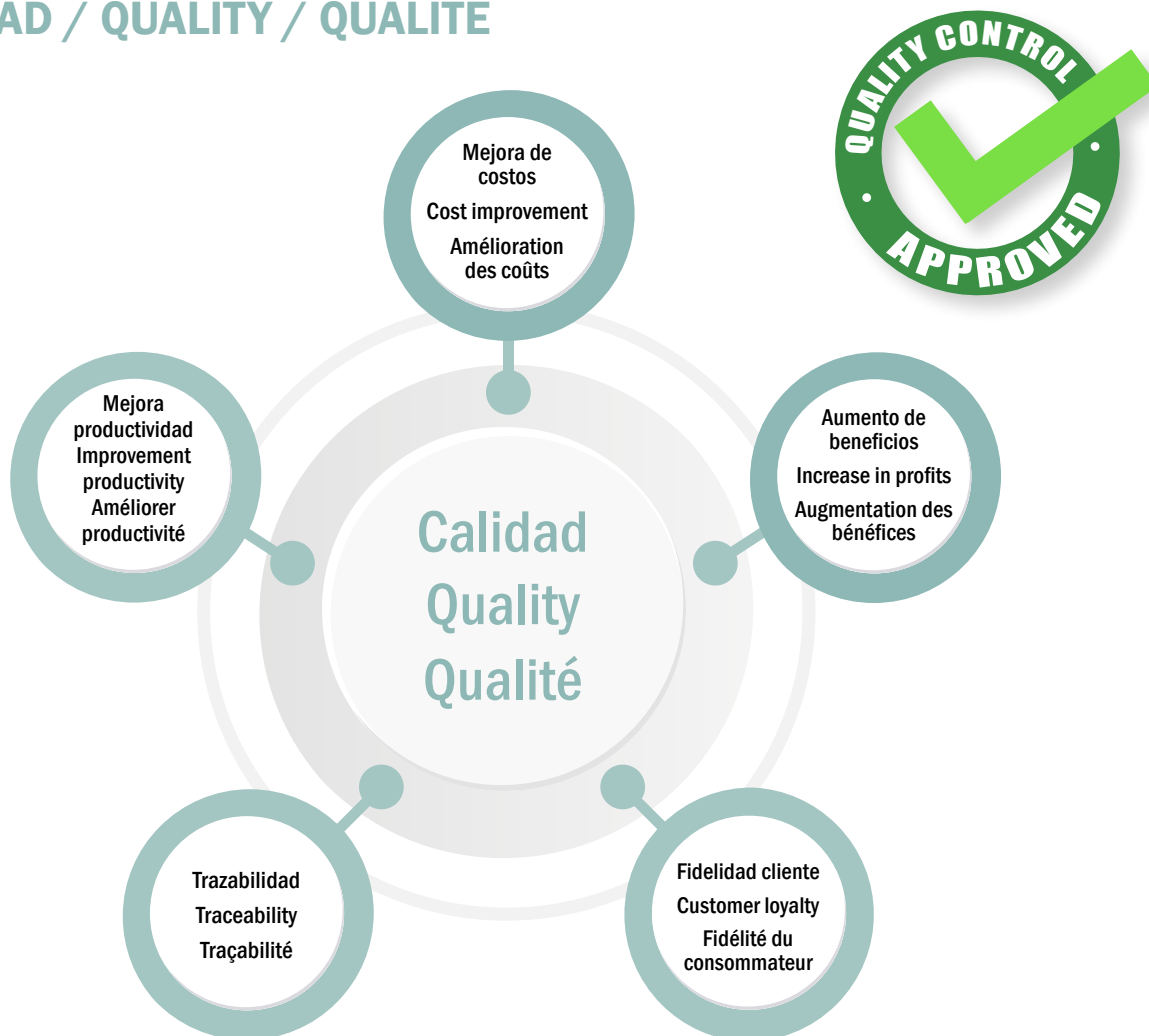 AD / QUALITY / QUALITÉ
QUALITY CONTROL
APPROVED
Mejora de
costos
Cost improvement
Amélioration
des coûts
Mejora
productividad
Improvement
productivity
Améliorer
productivité
Aumento de
beneficios
Increase in profits
Augmentation des
bénéfices
Calidad
Quality
Qualité
Trazabilidad
Traceability
Traçabilité
Fidelidad cliente
Customer loyalty
Fidélité du
consommateur